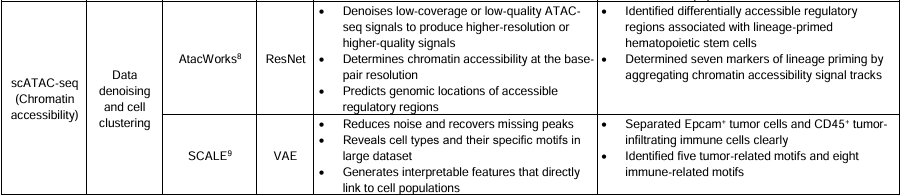 scATAC-seq
(Chromatin
accessibility)
Data
denoising
and cell
clustering
AtacWorks⁸
ResNet
• Denoises low-coverage or low-quality ATAC-
seq signals to produce higher-resolution or
higher-quality signals
• Determines chromatin accessibility at the base-
pair resolution
• Predicts genomic locations of accessible
regulatory regions
• Identified differentially accessible regulatory
regions associated with lineage-primed
hematopoietic stem cells
• Determined seven markers of lineage priming by
aggregating chromatin accessibility signal tracks
SCALE⁹
VAE
• Reduces noise and recovers missing peaks
• Reveals cell types and their specific motifs in
large dataset
• Generates interpretable features that directly
link to cell populations
• Separated Epcam⁺ tumor cells and CD45⁺ tumor-
infiltrating immune cells clearly
• Identified five tumor-related motifs and eight
immune-related motifs